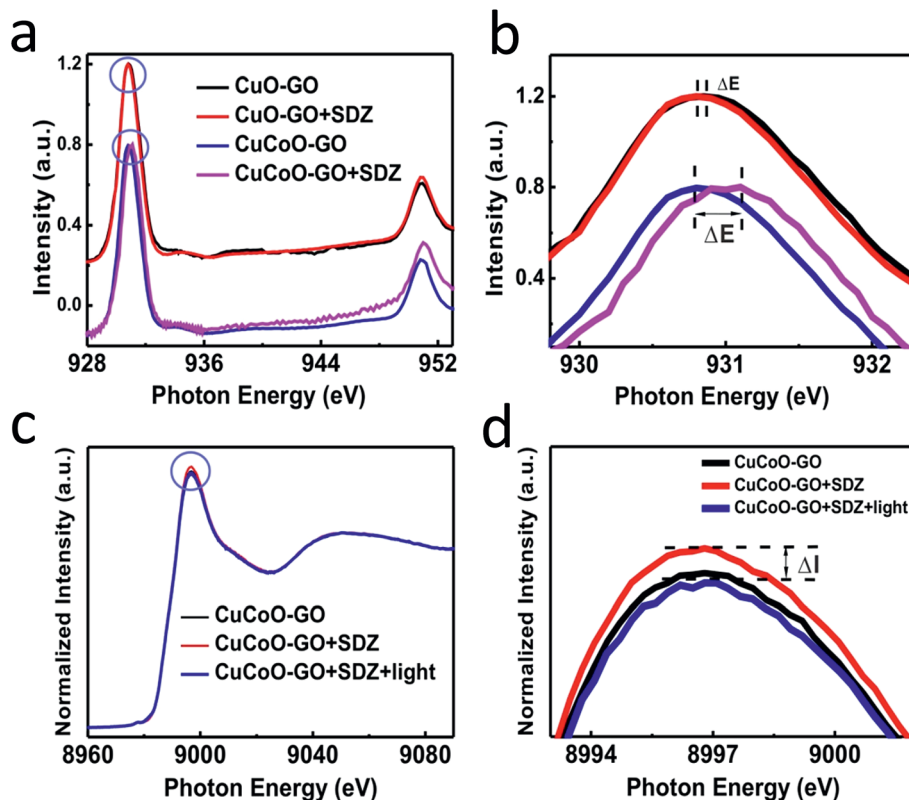 a
1.2
0.8
0.4
0.0
Intensity (a.u.)
CuO-GO
CuO-GO+SDZ
CuCoO-GO
CuCoO-GO+SDZ
928
936
944
952
Photon Energy (eV)
b
1.2
0.8
0.4
Intensity (a.u.)
ΔE
ΔE
930
931
932
Photon Energy (eV)
c
Normalized Intensity (a.u.)
CuCoO-GO
CuCoO-GO+SDZ
CuCoO-GO+SDZ+light
8960
9000
9040
9080
Photon Energy (eV)
d
Normalized Intensity (a.u.)
CuCoO-GO
CuCoO-GO+SDZ
CuCoO-GO+SDZ+light
ΔI
8994
8997
9000
Photon Energy (eV)